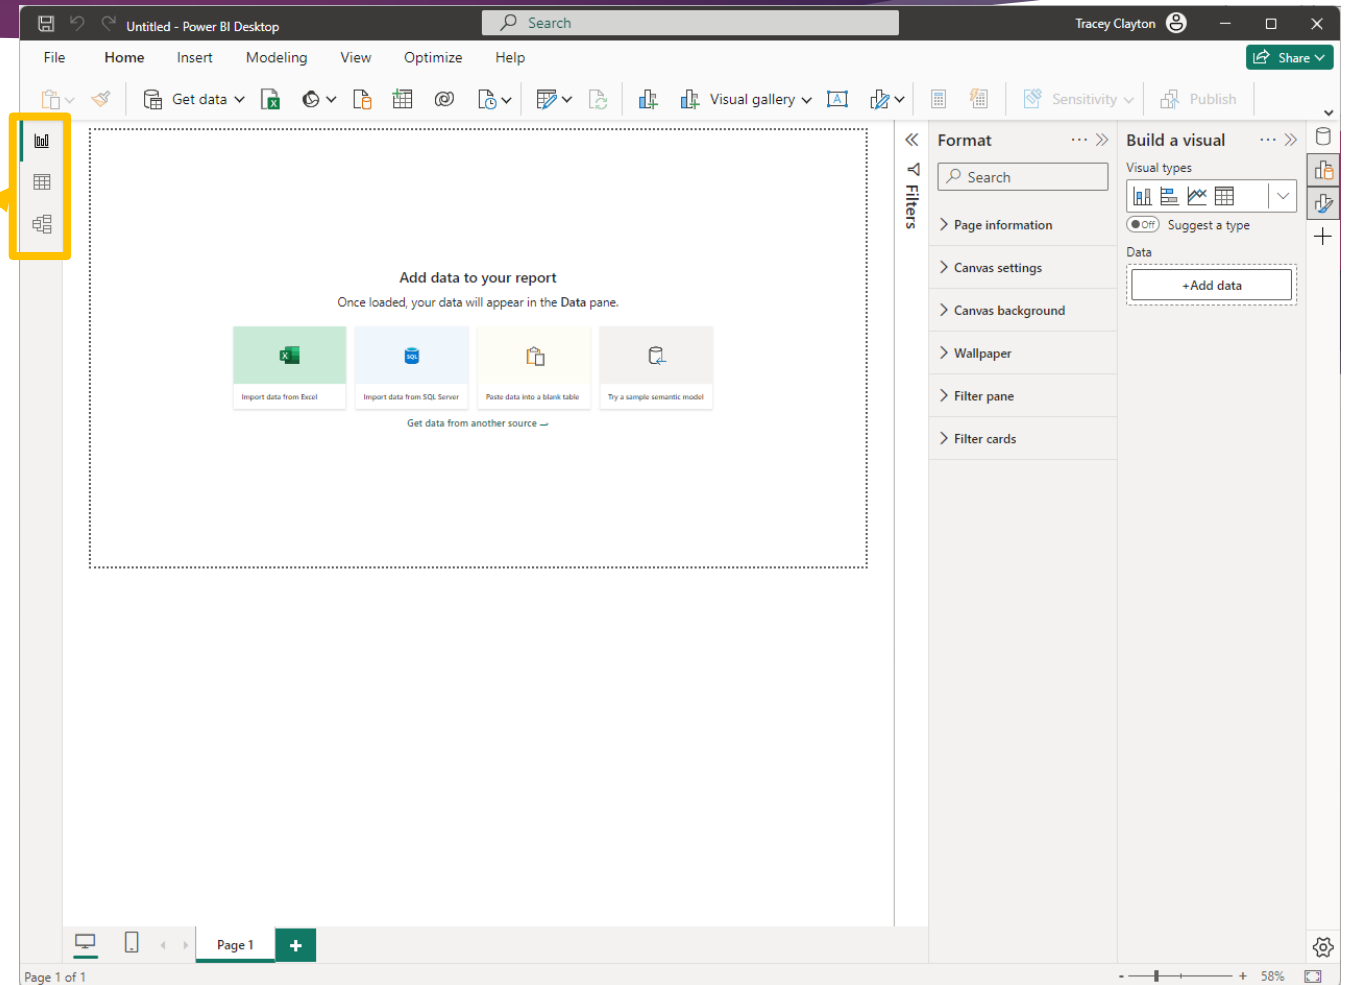 Untitled - Power BI Desktop
Search
Tracey Clayton
File Home Insert Modeling View Optimize Help
Share
Get data
Visual gallery
Sensitivity
Publish
Add data to your report
Once loaded, your data will appear in the Data pane.
Import data from Excel
Import data from SQL Server
Paste data into a blank table
Try a sample semantic model
Get data from another source
Filters
Format
Search
Page information
Canvas settings
Canvas background
Wallpaper
Filter pane
Filter cards
Build a visual
Visual types
Off Suggest a type
Data
+Add data
Page 1
Page 1 of 1
58%